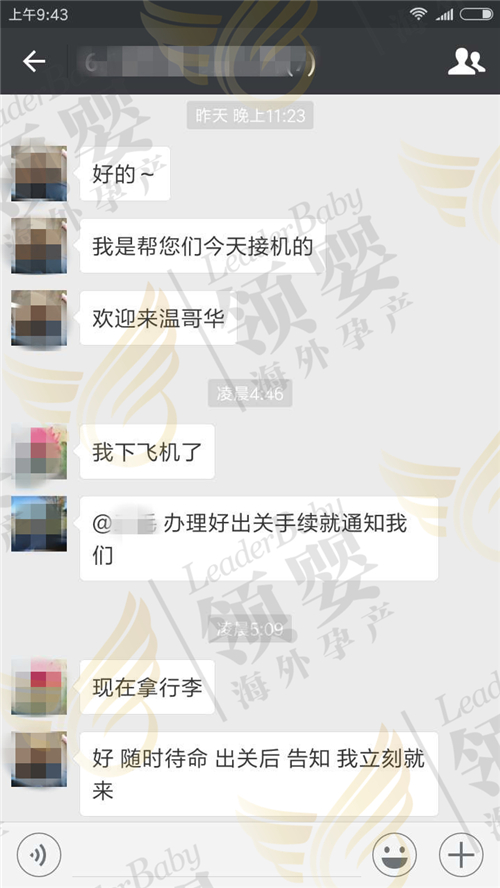 上午9:43
昨天 晚上11:23
好的~
我是帮您们今天接机的
欢迎来温哥华
凌晨4:46
我下飞机了
@ 办理好出关手续就通知我
们
凌晨5:09
现在拿行李
好 随时待命 出关后 告知 我立刻就
来
LeaderBaby
领婴
海外孕产